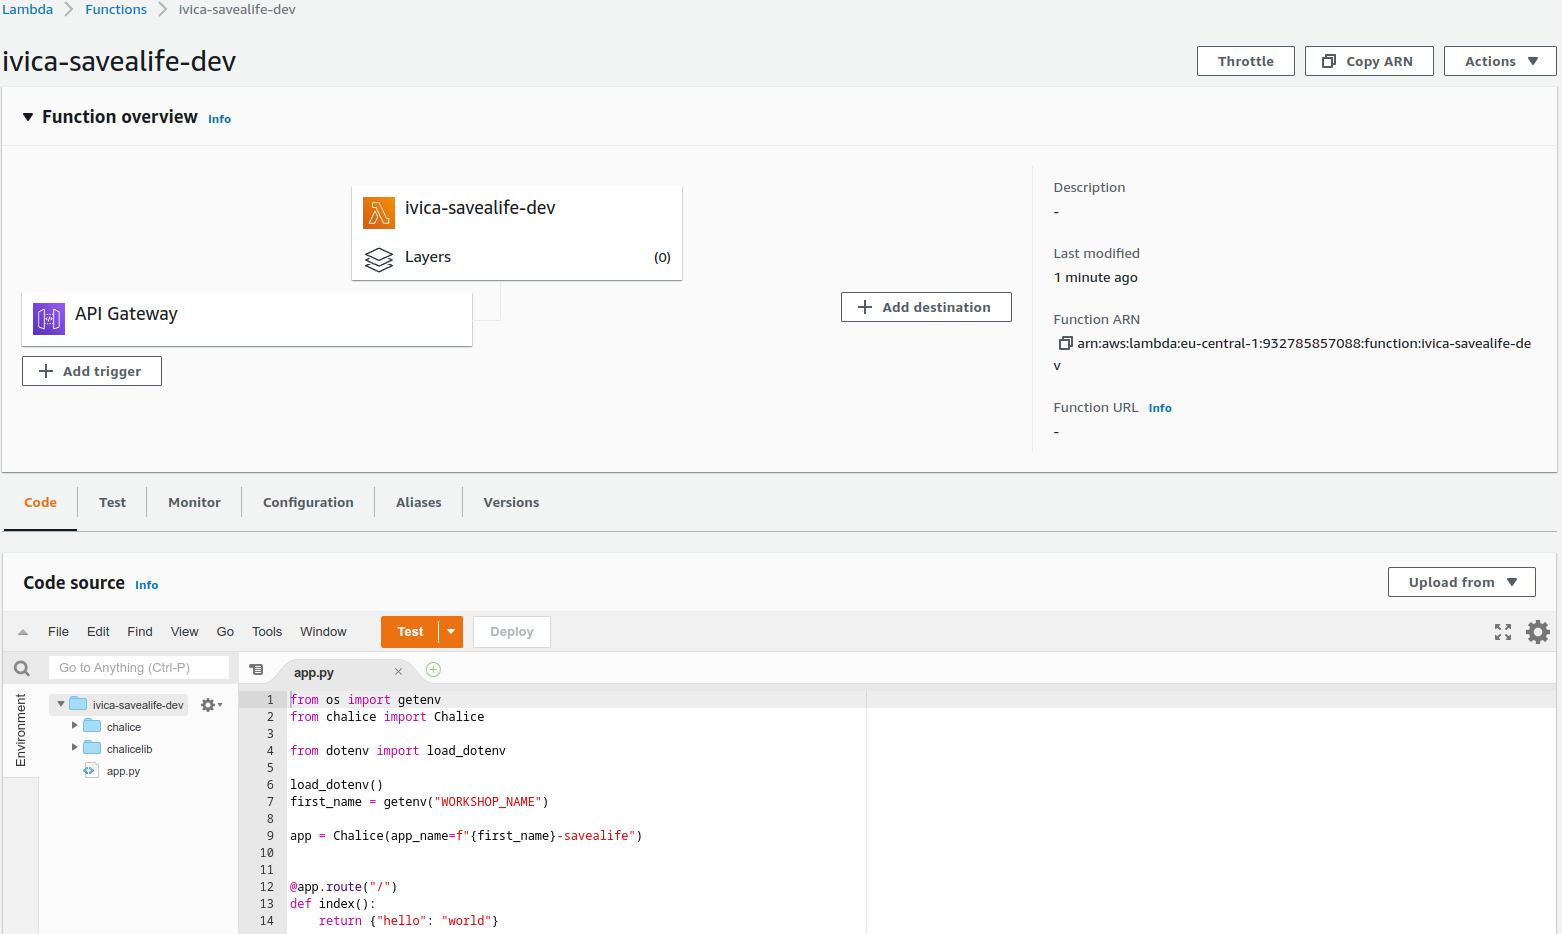 Lambda > Functions > ivica-savealife-dev
ivica-savealife-dev
Throttle
Copy ARN
Actions
Function overview Info
ivica-savealife-dev
Layers (0)
API Gateway
+ Add trigger
+ Add destination
Description
-
Last modified
1 minute ago
Function ARN
arn:aws:lambda:eu-central-1:932785857088:function:ivica-savealife-de
v
Function URL Info
-
Code
Test
Monitor
Configuration
Aliases
Versions
Code source Info
Upload from
File Edit Find View Go Tools Window
Test
Deploy
Go to Anything (Ctrl-P)
Environment
ivica-savealife-dev
chalice
chalicelib
app.py
app.py
1 from os import getenv
2 from chalice import Chalice
3
4 from dotenv import load_dotenv
5
6 load_dotenv()
7 first_name = getenv("WORKSHOP_NAME")
8
9 app = Chalice(app_name=f"{first_name}-savealife")
10
11
12 @app.route("/")
13 def index():
14     return {"hello": "world"}